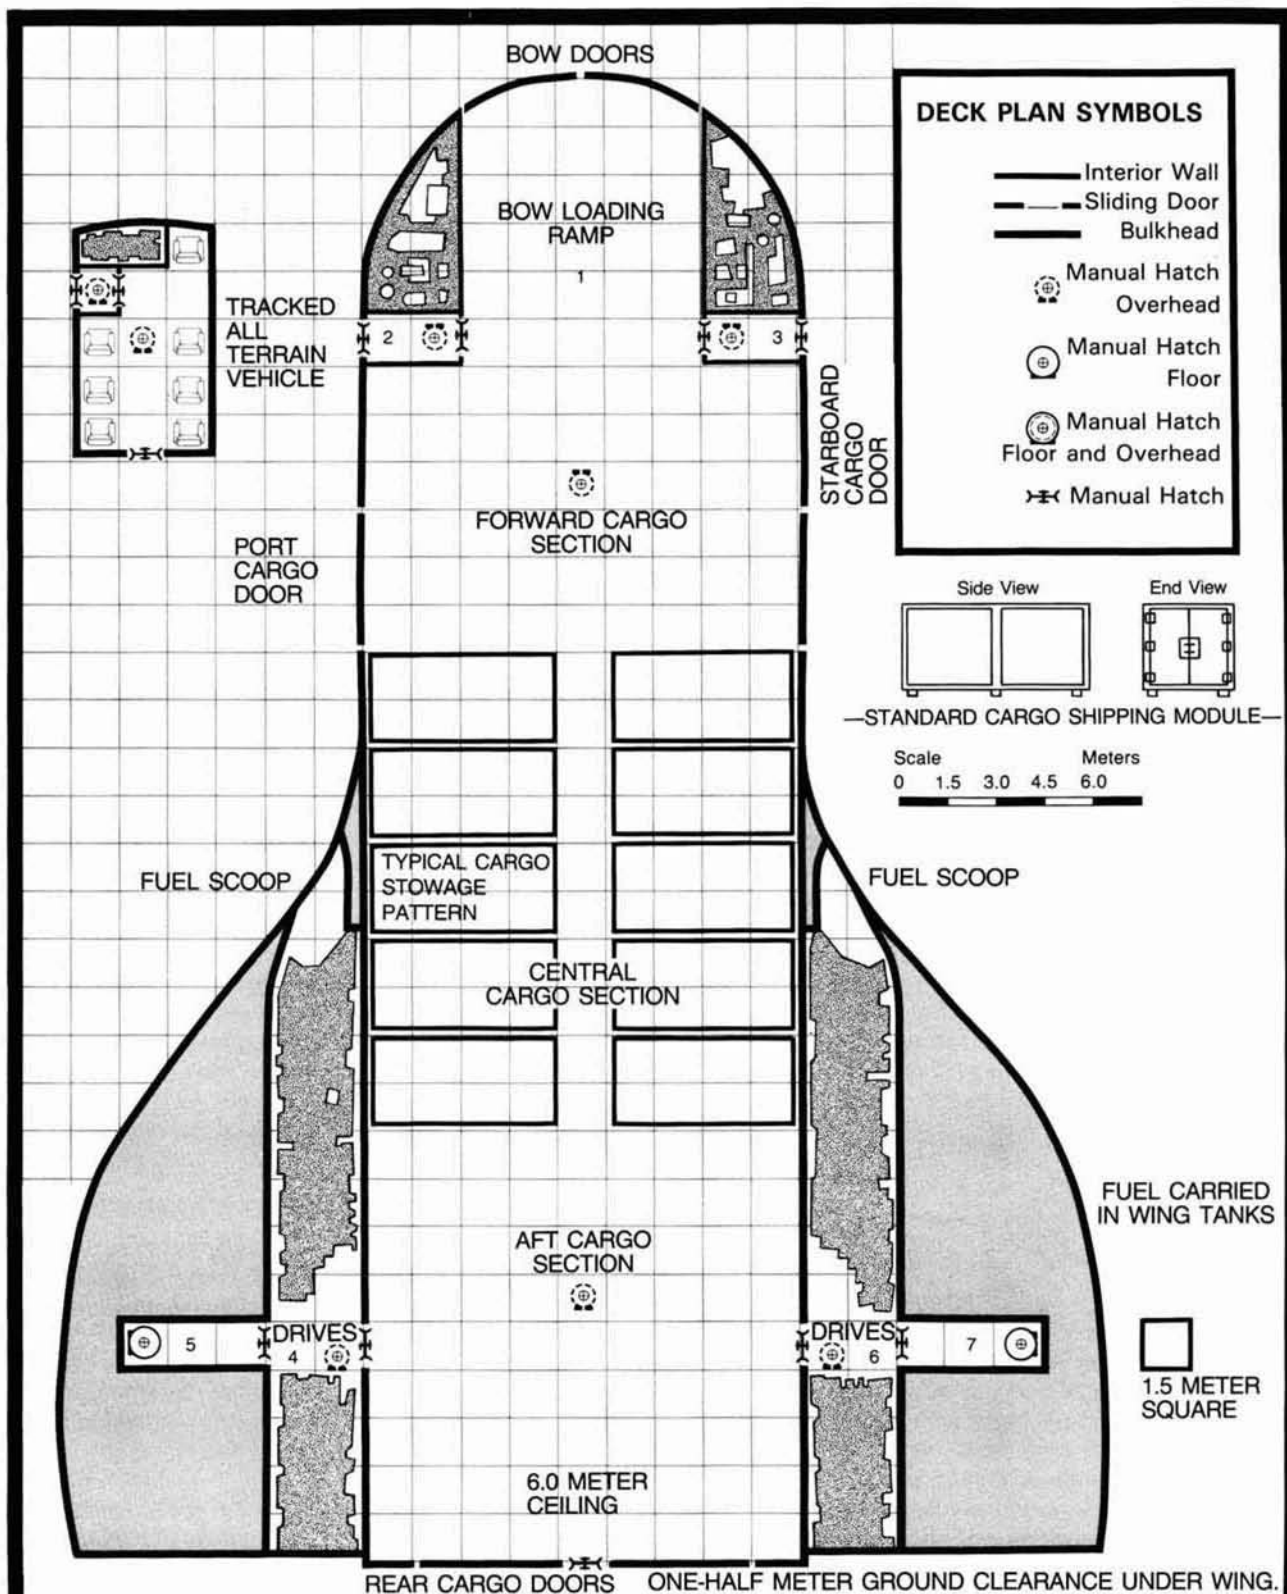 BOW DOORS
DECK PLAN SYMBOLS
Interior Wall
Sliding Door
Bulkhead
Manual Hatch
Overhead
Manual Hatch
Floor
Manual Hatch
Floor and Overhead
Manual Hatch
BOW LOADING
RAMP
1
TRACKED
ALL
TERRAIN
VEHICLE
2
3
STARBOARD
CARGO
DOOR
FORWARD CARGO
SECTION
PORT
CARGO
DOOR
Side View
End View
—STANDARD CARGO SHIPPING MODULE—
Scale
Meters
0 1.5 3.0 4.5 6.0
FUEL SCOOP
TYPICAL CARGO
STOWAGE
PATTERN
FUEL SCOOP
CENTRAL
CARGO SECTION
FUEL CARRIED
IN WING TANKS
AFT CARGO
SECTION
5
DRIVES
4
DRIVES
6
7
1.5 METER
SQUARE
6.0 METER
CEILING
REAR CARGO DOORS
ONE-HALF METER GROUND CLEARANCE UNDER WING